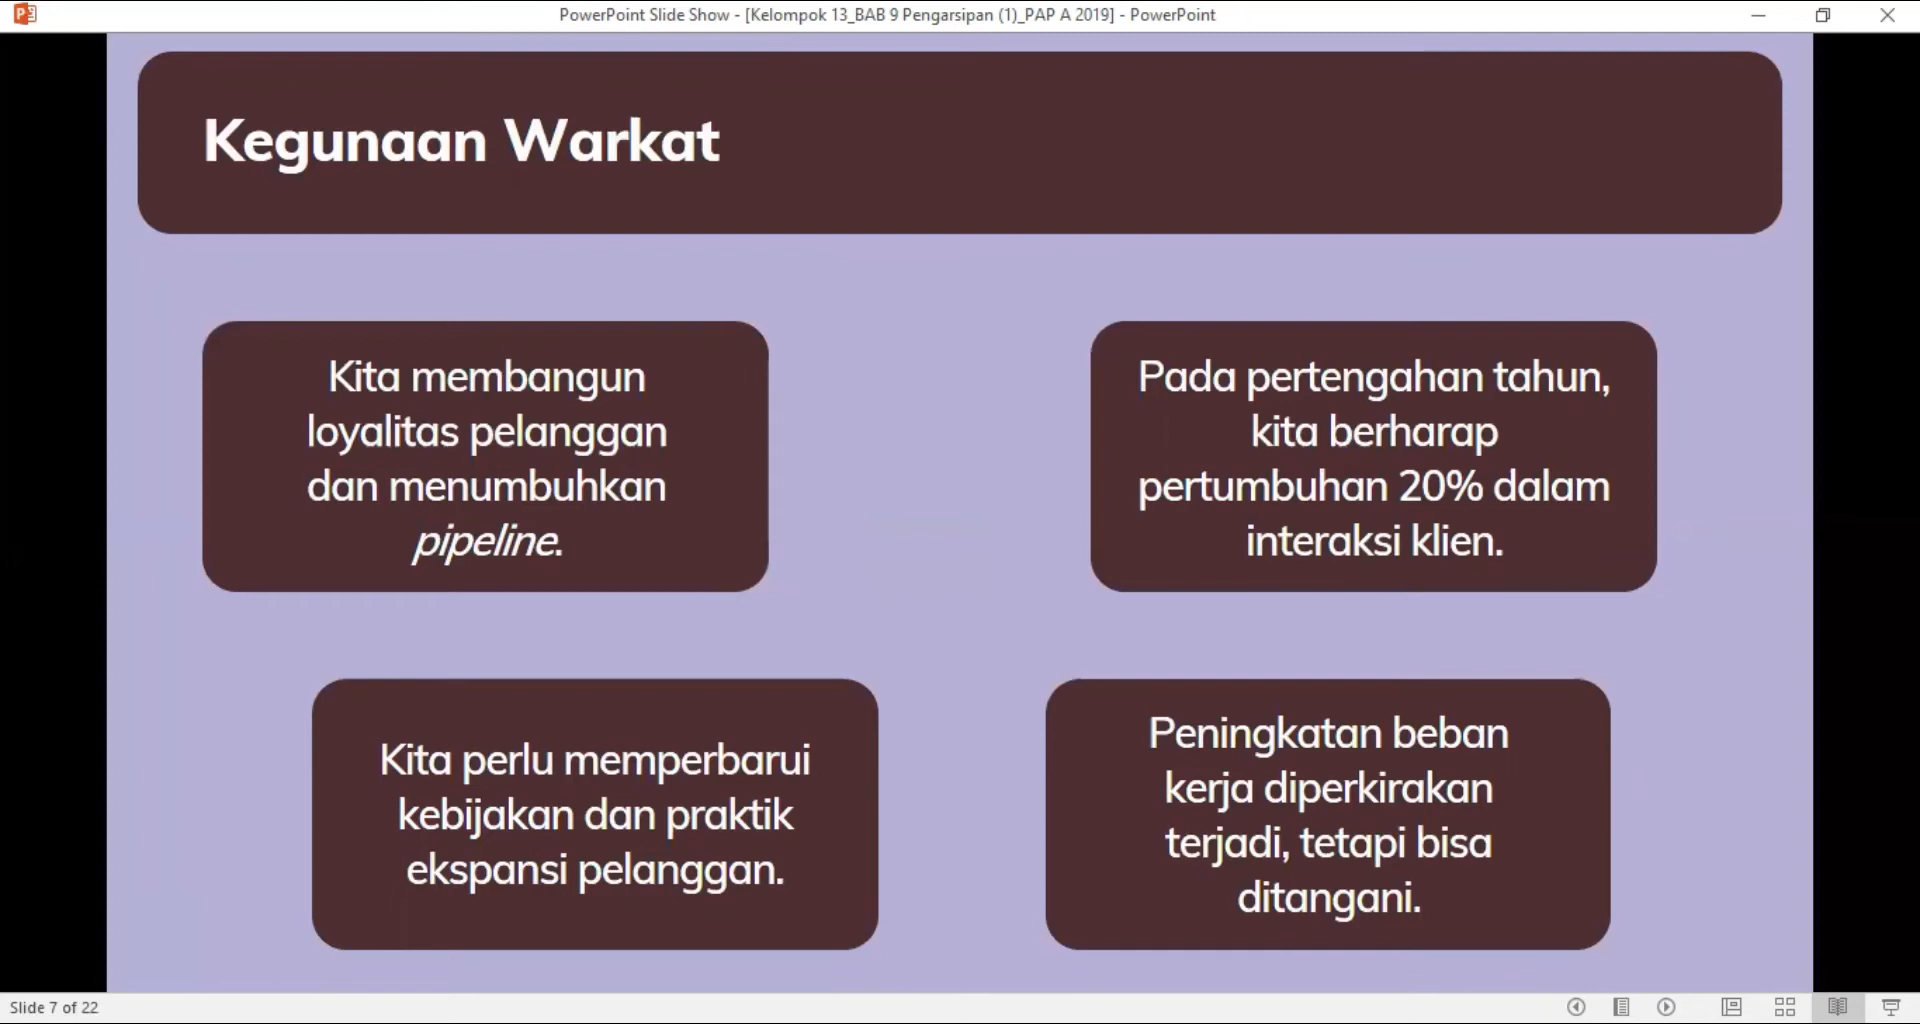 PowerPoint Slide Show - [Kelompok 13_BAB 9 Pengarsipan (1)_PAP A 2019] - PowerPoint
Kegunaan Warkat
Kita membangun
loyalitas pelanggan
dan menumbuhkan
pipeline.
Pada pertengahan tahun,
kita berharap
pertumbuhan 20% dalam
interaksi klien.
Kita perlu memperbarui
kebijakan dan praktik
ekspansi pelanggan.
Peningkatan beban
kerja diperkirakan
terjadi, tetapi bisa
ditangani.
Slide 7 of 22